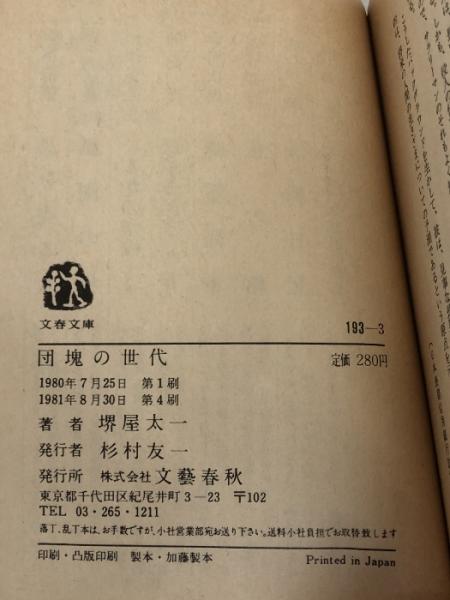 文春文庫
193—3
団塊の世代
定価 280円
1980年7月25日 第1刷
1981年8月30日 第4刷
著者 堺屋太一
発行者 杉村友一
発行所 株式会社 文藝春秋
東京都千代田区紀尾井町3—23 〒102
TEL 03・265・1211
落丁、乱丁本は、お手数ですが、小社営業部宛お送り下さい。送料小社負担でお取替致します
印刷・凸版印刷 製本・加藤製本
Printed in Japan